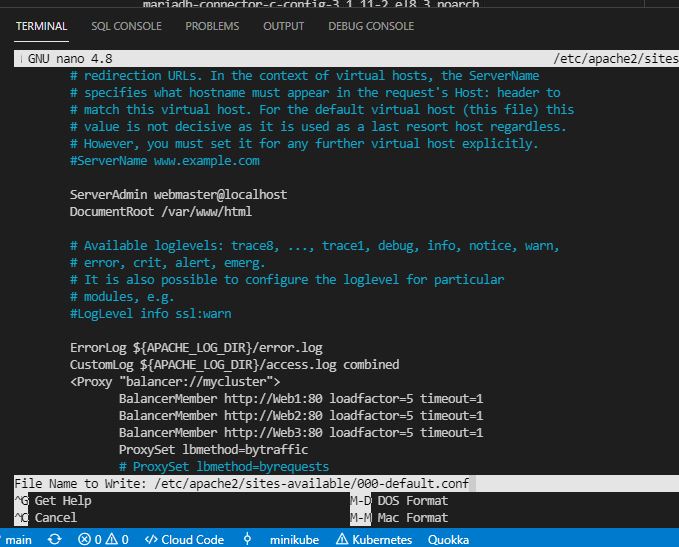 mariadb-connector-c-config-3.1.11-2.el8_3.noarch
TERMINAL SQL CONSOLE PROBLEMS OUTPUT DEBUG CONSOLE
GNU nano 4.8 /etc/apache2/sites
# redirection URLs. In the context of virtual hosts, the ServerName
# specifies what hostname must appear in the request's Host: header to
# match this virtual host. For the default virtual host (this file) this
# value is not decisive as it is used as a last resort host regardless.
# However, you must set it for any further virtual host explicitly.
#ServerName www.example.com
ServerAdmin webmaster@localhost
DocumentRoot /var/www/html
# Available loglevels: trace8, ..., trace1, debug, info, notice, warn,
# error, crit, alert, emerg.
# It is also possible to configure the loglevel for particular
# modules, e.g.
#LogLevel info ssl:warn
ErrorLog ${APACHE_LOG_DIR}/error.log
CustomLog ${APACHE_LOG_DIR}/access.log combined
<Proxy "balancer://mycluster">
BalancerMember http://Web1:80 loadfactor=5 timeout=1
BalancerMember http://Web2:80 loadfactor=5 timeout=1
BalancerMember http://Web3:80 loadfactor=5 timeout=1
ProxySet lbmethod=bytraffic
# ProxySet lbmethod=byrequests
File Name to Write: /etc/apache2/sites-available/000-default.conf
^G Get Help M-D DOS Format
^C Cancel M-M Mac Format
main 0 0 Cloud Code minikube Kubernetes Quokka